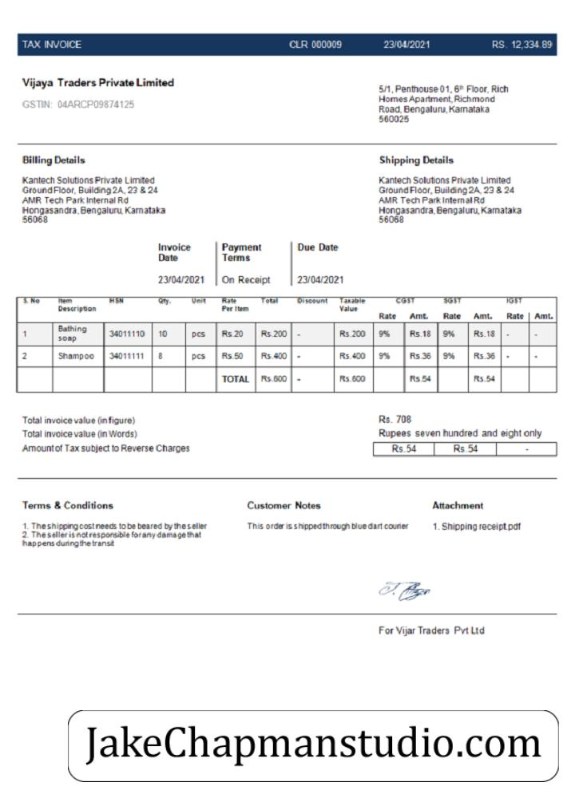 TAX INVOICE CLR 000009 23/04/2021 RS. 12,334.89
Vijaya Traders Private Limited
GSTIN: 04ARCP09874125
5/1, Penthouse 01, 6th Floor, Rich
Homes Apartment, Richmond
Road, Bengaluru, Karnataka
560025
Billing Details
Kantech Solutions Private Limited
Ground Floor, Building 2A, 23 & 24
AMR Tech Park Internal Rd
Hongasandra, Bengaluru, Karnataka
56068
Shipping Details
Kantech Solutions Private Limited
Ground Floor, Building 2A, 23 & 24
AMR Tech Park Internal Rd
Hongasandra, Bengaluru, Karnataka
56068
Invoice Date Payment Terms Due Date
23/04/2021 On Receipt 23/04/2021
S. No Item Description HSN Qty. Unit Rate Per Item Total Discount Taxable Value CGST SGST IGST
Rate Amt. Rate Amt. Rate Amt.
1 Bathing soap 34011110 10 pcs Rs.20 Rs.200 - Rs.200 9% Rs.18 9% Rs.18 - -
2 Shampoo 34011111 8 pcs Rs.50 Rs.400 - Rs.400 9% Rs.36 9% Rs.36 - -
TOTAL Rs.600 - Rs.600 Rs.54 Rs.54
Total invoice value (in figure) Rs. 708
Total invoice value (in Words) Rupees seven hundred and eight only
Amount of Tax subject to Reverse Charges Rs.54 Rs.54 -
Terms & Conditions
1. The shipping cost needs to be beared by the seller
2. The seller is not responsible for any damage that
happens during the transit
Customer Notes
This order is shipped through blue dart courier
Attachment
1. Shipping receipt.pdf
For Vijar Traders Pvt Ltd
JakeChapmanstudio.com